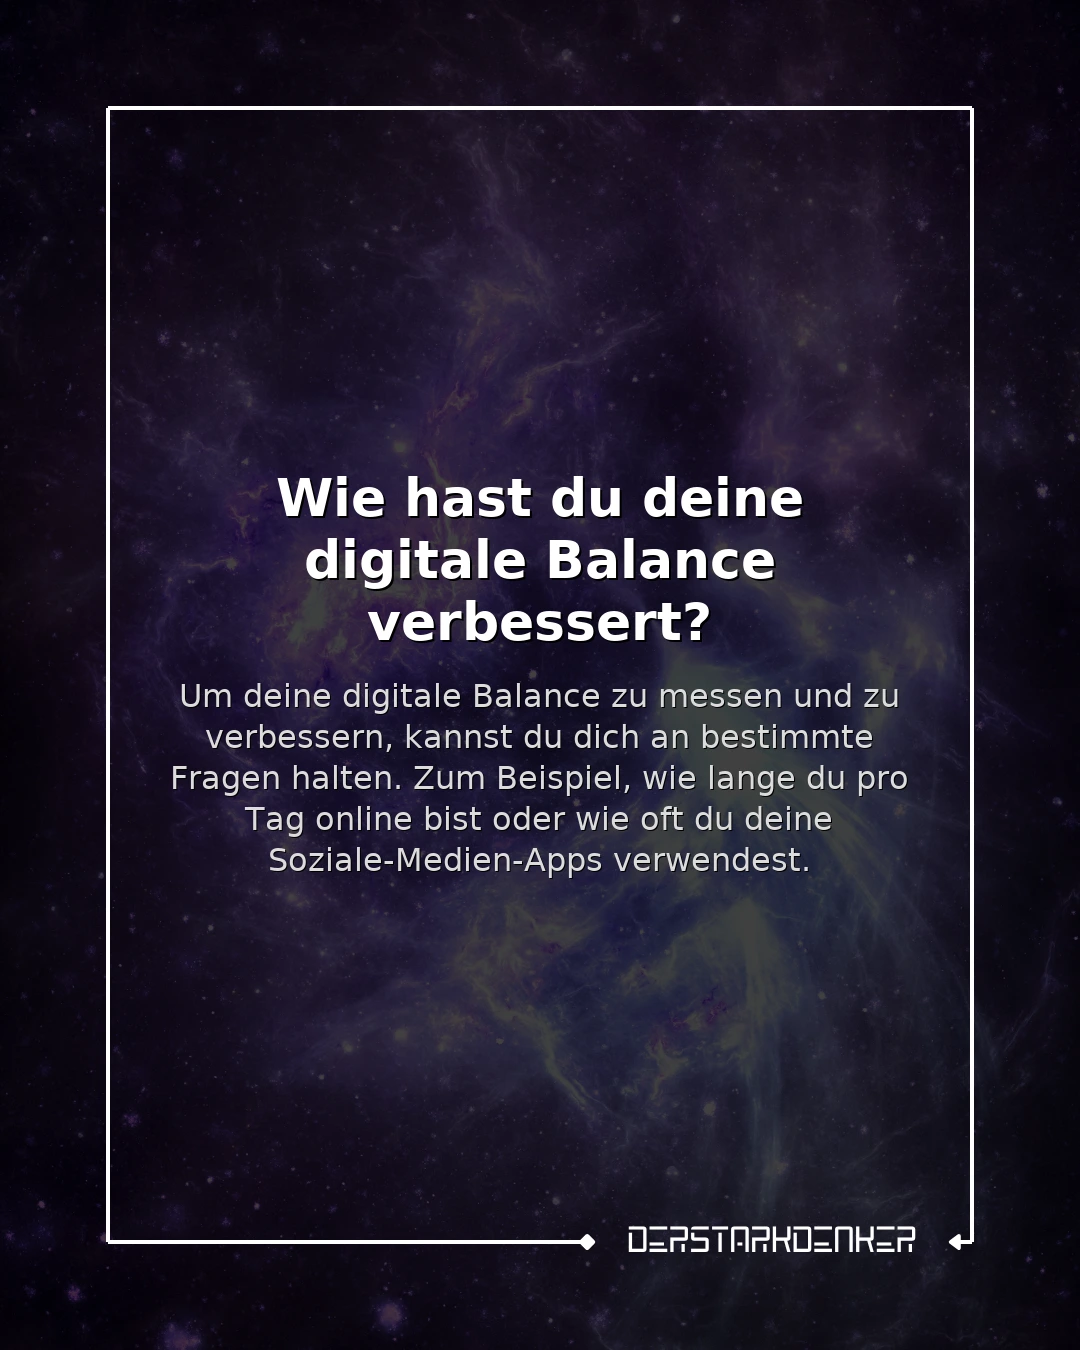 Wie hast du deine
digitale Balance
verbessert?
Um deine digitale Balance zu messen und zu
verbessern, kannst du dich an bestimmte
Fragen halten. Zum Beispiel, wie lange du pro
Tag online bist oder wie oft du deine
Soziale-Medien-Apps verwendest.
DERSTARKDENKER